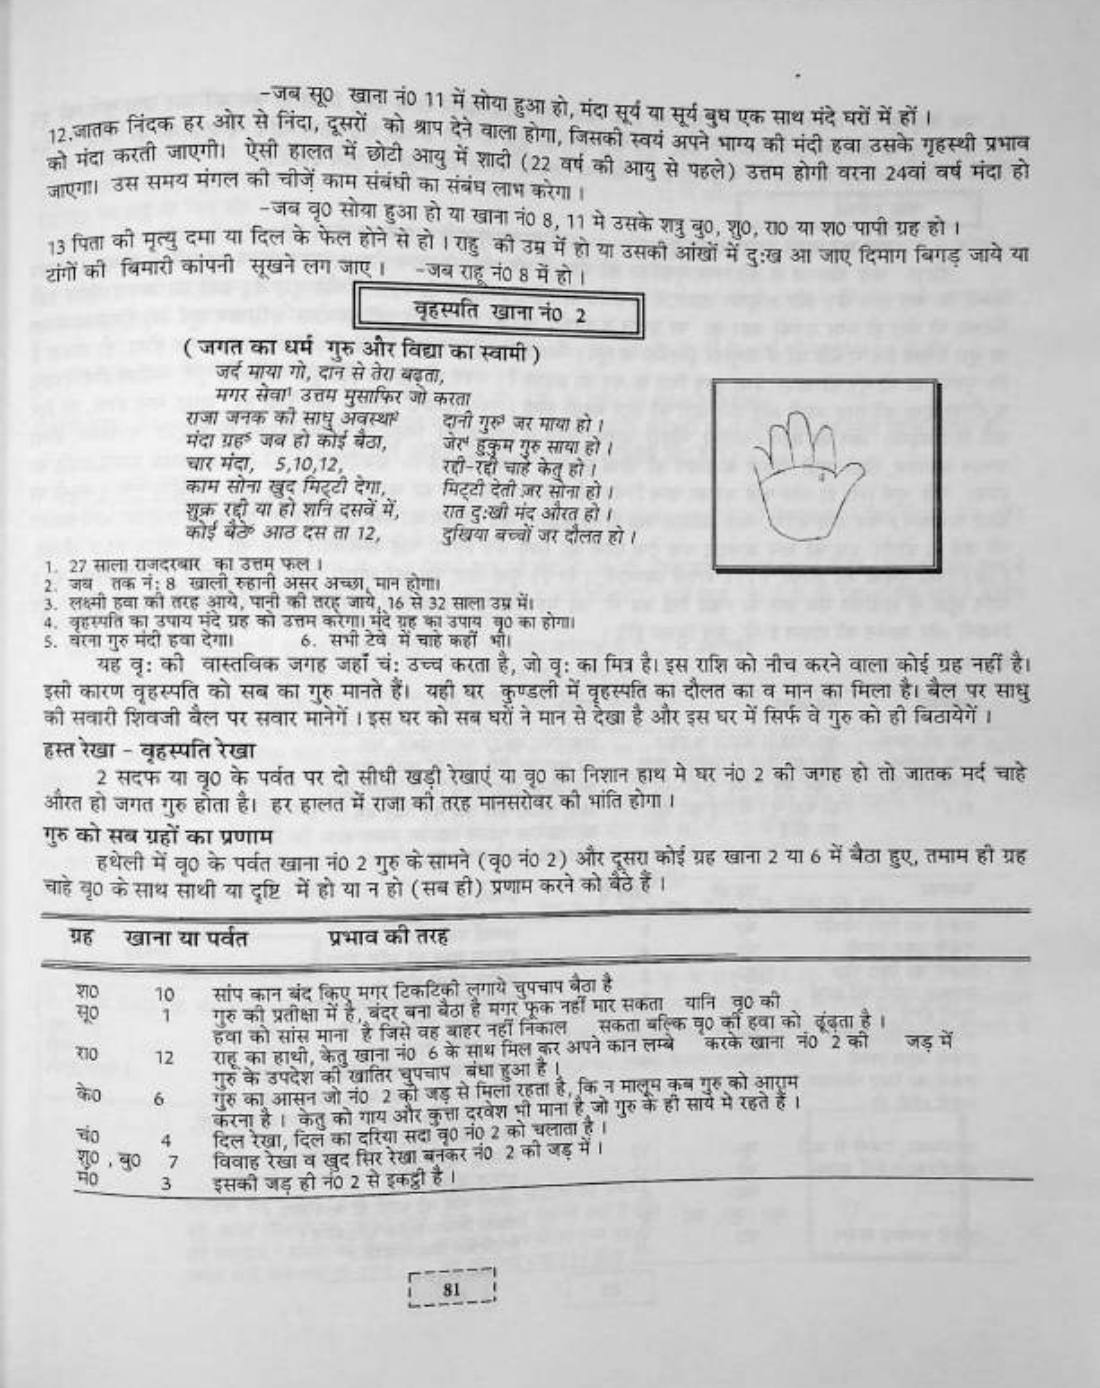 -जब सू0 खाना नं0 11 में सोया हुआ हो, मंदा सूर्य या सूर्य बुध एक साथ मंदे घरों में हों ।
12.जातक निंदक हर ओर से निंदा, दूसरों को श्राप देने वाला होगा, जिसकी स्वयं अपने भाग्य की मंदी हवा उसके गृहस्थी प्रभाव
को मंदा करती जाएगी। ऐसी हालत में छोटी आयु में शादी (22 वर्ष की आयु से पहले) उत्तम होगी वरना 24वां वर्ष मंदा हो
जाएगा। उस समय मंगल की चीजें काम संबंधी का संबंध लाभ करेगा ।
-जब वृ0 सोया हुआ हो या खाना नं0 8, 11 मे उसके शत्रु बु0, शु0, रा0 या श0 पापी ग्रह हो ।
13 पिता की मृत्यु दमा या दिल के फेल होने से हो । राहु की उम्र में हो या उसकी आंखों में दु:ख आ जाए दिमाग बिगड़ जाये या
टांगों की बिमारी कांपनी सूखने लग जाए । -जब राहू नं0 8 में हो ।
वृहस्पति खाना नं0 2
( जगत का धर्म गुरु और विद्या का स्वामी )
जर्द माया गो, दान से तेरा बढ़ता,
मगर सेवा¹ उत्तम मुसाफिर जो करता
राजा जनक की साधु अवस्था² दानी गुरु³ जर माया हो ।
मंदा ग्रह⁵ जब हो कोई बैठा, जेर⁴ हुकुम गुरु साया हो ।
चार मंदा, 5,10,12, रद्दी-रद्दी चाहे केतु हो ।
काम सोना खुद मिट्टी देगा, मिट्टी देती ज़र सोना हो ।
शुक्र रद्दी या हो शनि दसवें में, रात दु:खी मंद औरत हो ।
कोई बैठे⁶ आठ दस ता 12, दुखिया बच्चों जर दौलत हो ।
1. 27 साला राजदरबार का उत्तम फल ।
2. जब तक नं: 8 खाली रुहानी असर अच्छा, मान होगा।
3. लक्ष्मी हवा की तरह आये, पानी की तरह जाये, 16 से 32 साला उम्र में।
4. वृहस्पति का उपाय मंदे ग्रह को उत्तम करेगा। मंदे ग्रह का उपाय वृ0 का होगा।
5. वरना गुरु मंदी हवा देगा। 6. सभी टेवे में चाहे कहीं भी।
यह वृ: की वास्तविक जगह जहाँ चं: उच्च करता है, जो वृ: का मित्र है। इस राशि को नीच करने वाला कोई ग्रह नहीं है।
इसी कारण वृहस्पति को सब का गुरु मानते हैं। यही घर कुण्डली में वृहस्पति का दौलत का व मान का मिला है। बैल पर साधु
की सवारी शिवजी बैल पर सवार मानेगें । इस घर को सब घरों ने मान से देखा है और इस घर में सिर्फ वे गुरु को ही बिठायेगें ।
हस्त रेखा - वृहस्पति रेखा
2 सदफ या वृ0 के पर्वत पर दो सीधी खड़ी रेखाएं या वृ0 का निशान हाथ मे घर नं0 2 की जगह हो तो जातक मर्द चाहे
औरत हो जगत गुरु होता है। हर हालत में राजा की तरह मानसरोवर की भांति होगा ।
गुरु को सब ग्रहों का प्रणाम
हथेली में वृ0 के पर्वत खाना नं0 2 गुरु के सामने (वृ0 नं0 2) और दूसरा कोई ग्रह खाना 2 या 6 में बैठा हुए, तमाम ही ग्रह
चाहे वृ0 के साथ साथी या दृष्टि में हो या न हो (सब ही) प्रणाम करने को बैठे हैं ।
ग्रह खाना या पर्वत प्रभाव की तरह
श0 10 सांप कान बंद किए मगर टिकटिकी लगाये चुपचाप बैठा है
सू0 1 गुरु की प्रतीक्षा में है, बंदर बना बैठा है मगर फूक नहीं मार सकता यानि वृ0 की
हवा को सांस माना है जिसे वह बाहर नहीं निकाल सकता बल्कि वृ0 की हवा को ढूंढ़ता है ।
रा0 12 राहू का हाथी, केतु खाना नं0 6 के साथ मिल कर अपने कान लम्बे करके खाना नं0 2 की जड़ में
गुरु के उपदेश की खातिर चुपचाप बंधा हुआ है ।
के0 6 गुरु का आसन जो नं0 2 की जड़ से मिला रहता है, कि न मालूम कब गुरु को आराम
करना है । केतु को गाय और कुत्ता दरवेश भी माना है जो गुरु के ही साये मे रहते हैं ।
चं0 4 दिल रेखा, दिल का दरिया सदा वृ0 नं0 2 को चलाता है ।
शु0 , बु0 7 विवाह रेखा व खुद सिर रेखा बनकर नं0 2 की जड़ में ।
मं0 3 इसकी जड़ ही नं0 2 से इकट्ठी है ।
81